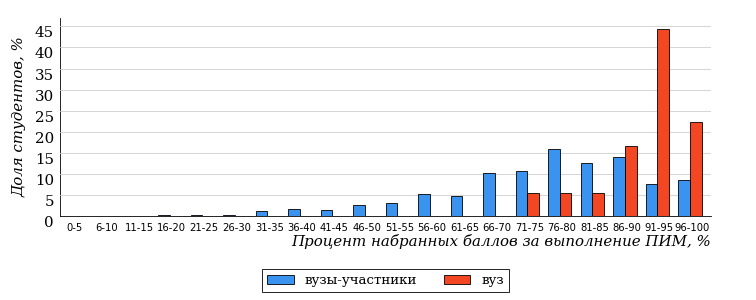 45
40
35
30
25
20
15
10
5
0
Доля студентов, %
0-5 6-10 11-15 16-20 21-25 26-30 31-35 36-40 41-45 46-50 51-55 56-60 61-65 66-70 71-75 76-80 81-85 86-90 91-95 96-100
Процент набранных баллов за выполнение ПИМ, %
вузы-участники вуз